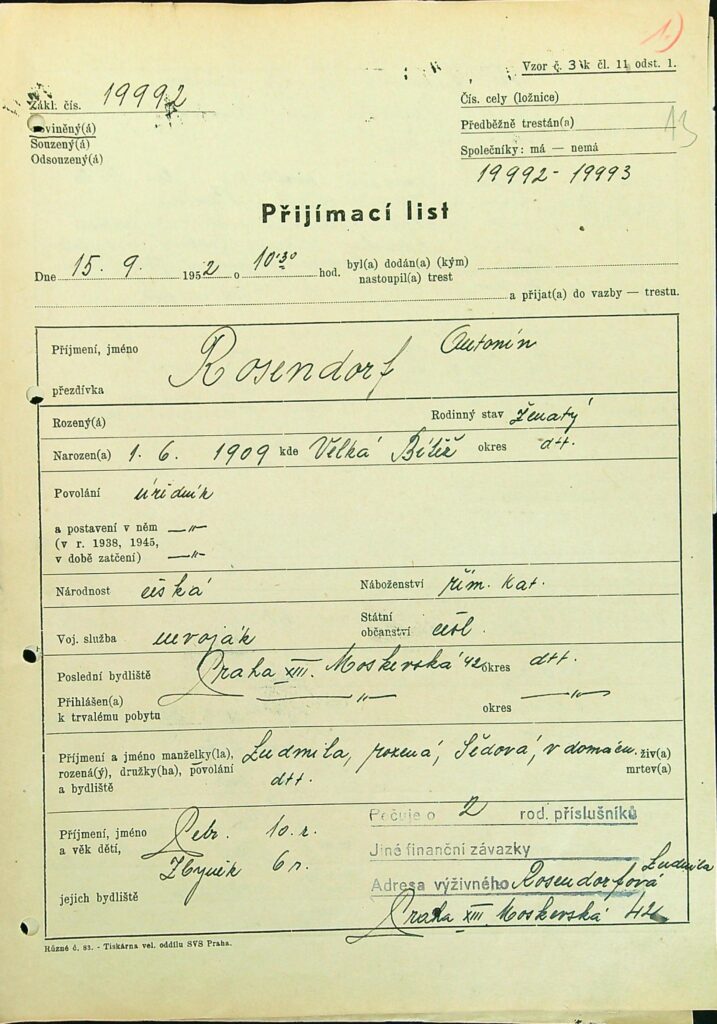 1.)
Vzor č. 3 k čl. 11 odst. 1.
Zákl. čís. 19992
Obviněný(á)
Souzený(á)
Odsouzený(á)
Čís. cely (ložnice)
Předběžně trestán(a) 13
Společníky: má — nemá
19992 - 19993
Přijímací list
Dne 15. 9. 1952 o 10.30 hod. byl(a) dodán(a) (kým)
nastoupil(a) trest
a přijat(a) do vazby — trestu.
Příjmení, jméno Rosendorf Antonín
přezdívka
Rozený(á) Rodinný stav ženatý
Narozen(a) 1. 6. 1909 kde Velká okres dtt.
Povolání úředník
a postavení v něm —"—
(v r. 1938, 1945,
v době zatčení) —"—
Národnost česká Náboženství řím. kat.
Voj. služba nevoják Státní občanství čsl.
Poslední bydliště Praha XIII. Moskevská 42 okres dtt.
Přihlášen(a)
k trvalému pobytu —"— okres —"—
Příjmení a jméno manželky(la), Ludmila, rozená, Sedová, v domácn. živ(a)
rozená(ý), družky(ha), povolání dtt. mrtev(a)
a bydliště
Příjmení, jméno Petr. 10. r.
a věk dětí, Zbyněk 6 r.
jejich bydliště
Pečuje o 2 rod. příslušníků
Jiné finanční závazky
Adresa výživného Rosendorfová Ludmila
Praha XIII. Moskevská 42
Různé č. 83. - Tiskárna vel. oddílu SVS Praha.